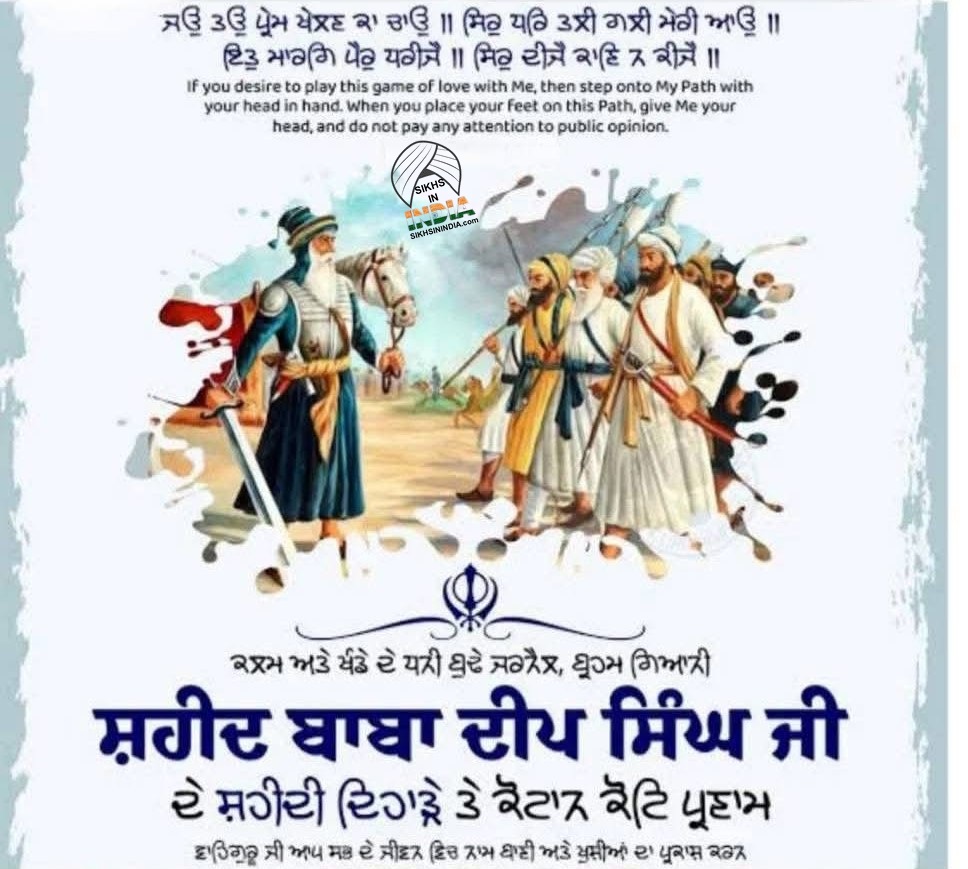 ਜਉ ਤਉ ਪ੍ਰੇਮ ਖੇਲਣ ਕਾ ਚਾਉ ॥ ਸਿਰੁ ਧਰਿ ਤਲੀ ਗਲੀ ਮੇਰੀ ਆਉ ॥
ਇਤੁ ਮਾਰਗਿ ਪੈਰੁ ਧਰੀਜੈ ॥ ਸਿਰੁ ਦੀਜੈ ਕਾਣਿ ਨ ਕੀਜੈ ॥
If you desire to play this game of love with Me, then step onto My Path with
your head in hand. When you place your feet on this Path, give Me your
head, and do not pay any attention to public opinion.
SIKHS
IN
INDIA
SIKHSININDIA.com
ਕਲਮ ਅਤੇ ਖੰਡੇ ਦੇ ਧਨੀ ਬੁਢੇ ਜਰਨੈਲ, ਬ੍ਰਹਮ ਗਿਆਨੀ
ਸ਼ਹੀਦ ਬਾਬਾ ਦੀਪ ਸਿੰਘ ਜੀ
ਦੇ ਸ਼ਹੀਦੀ ਦਿਹਾੜੇ ਤੇ ਕੋਟਾਨ ਕੋਟਿ ਪ੍ਰਣਾਮ
ਵਾਹਿਗੁਰੂ ਜੀ ਆਪ ਸਭ ਦੇ ਜੀਵਨ ਵਿਚ ਨਾਮ ਬਾਣੀ ਅਤੇ ਖੁਸ਼ੀਆਂ ਦਾ ਪ੍ਰਕਾਸ਼ ਕਰਨ